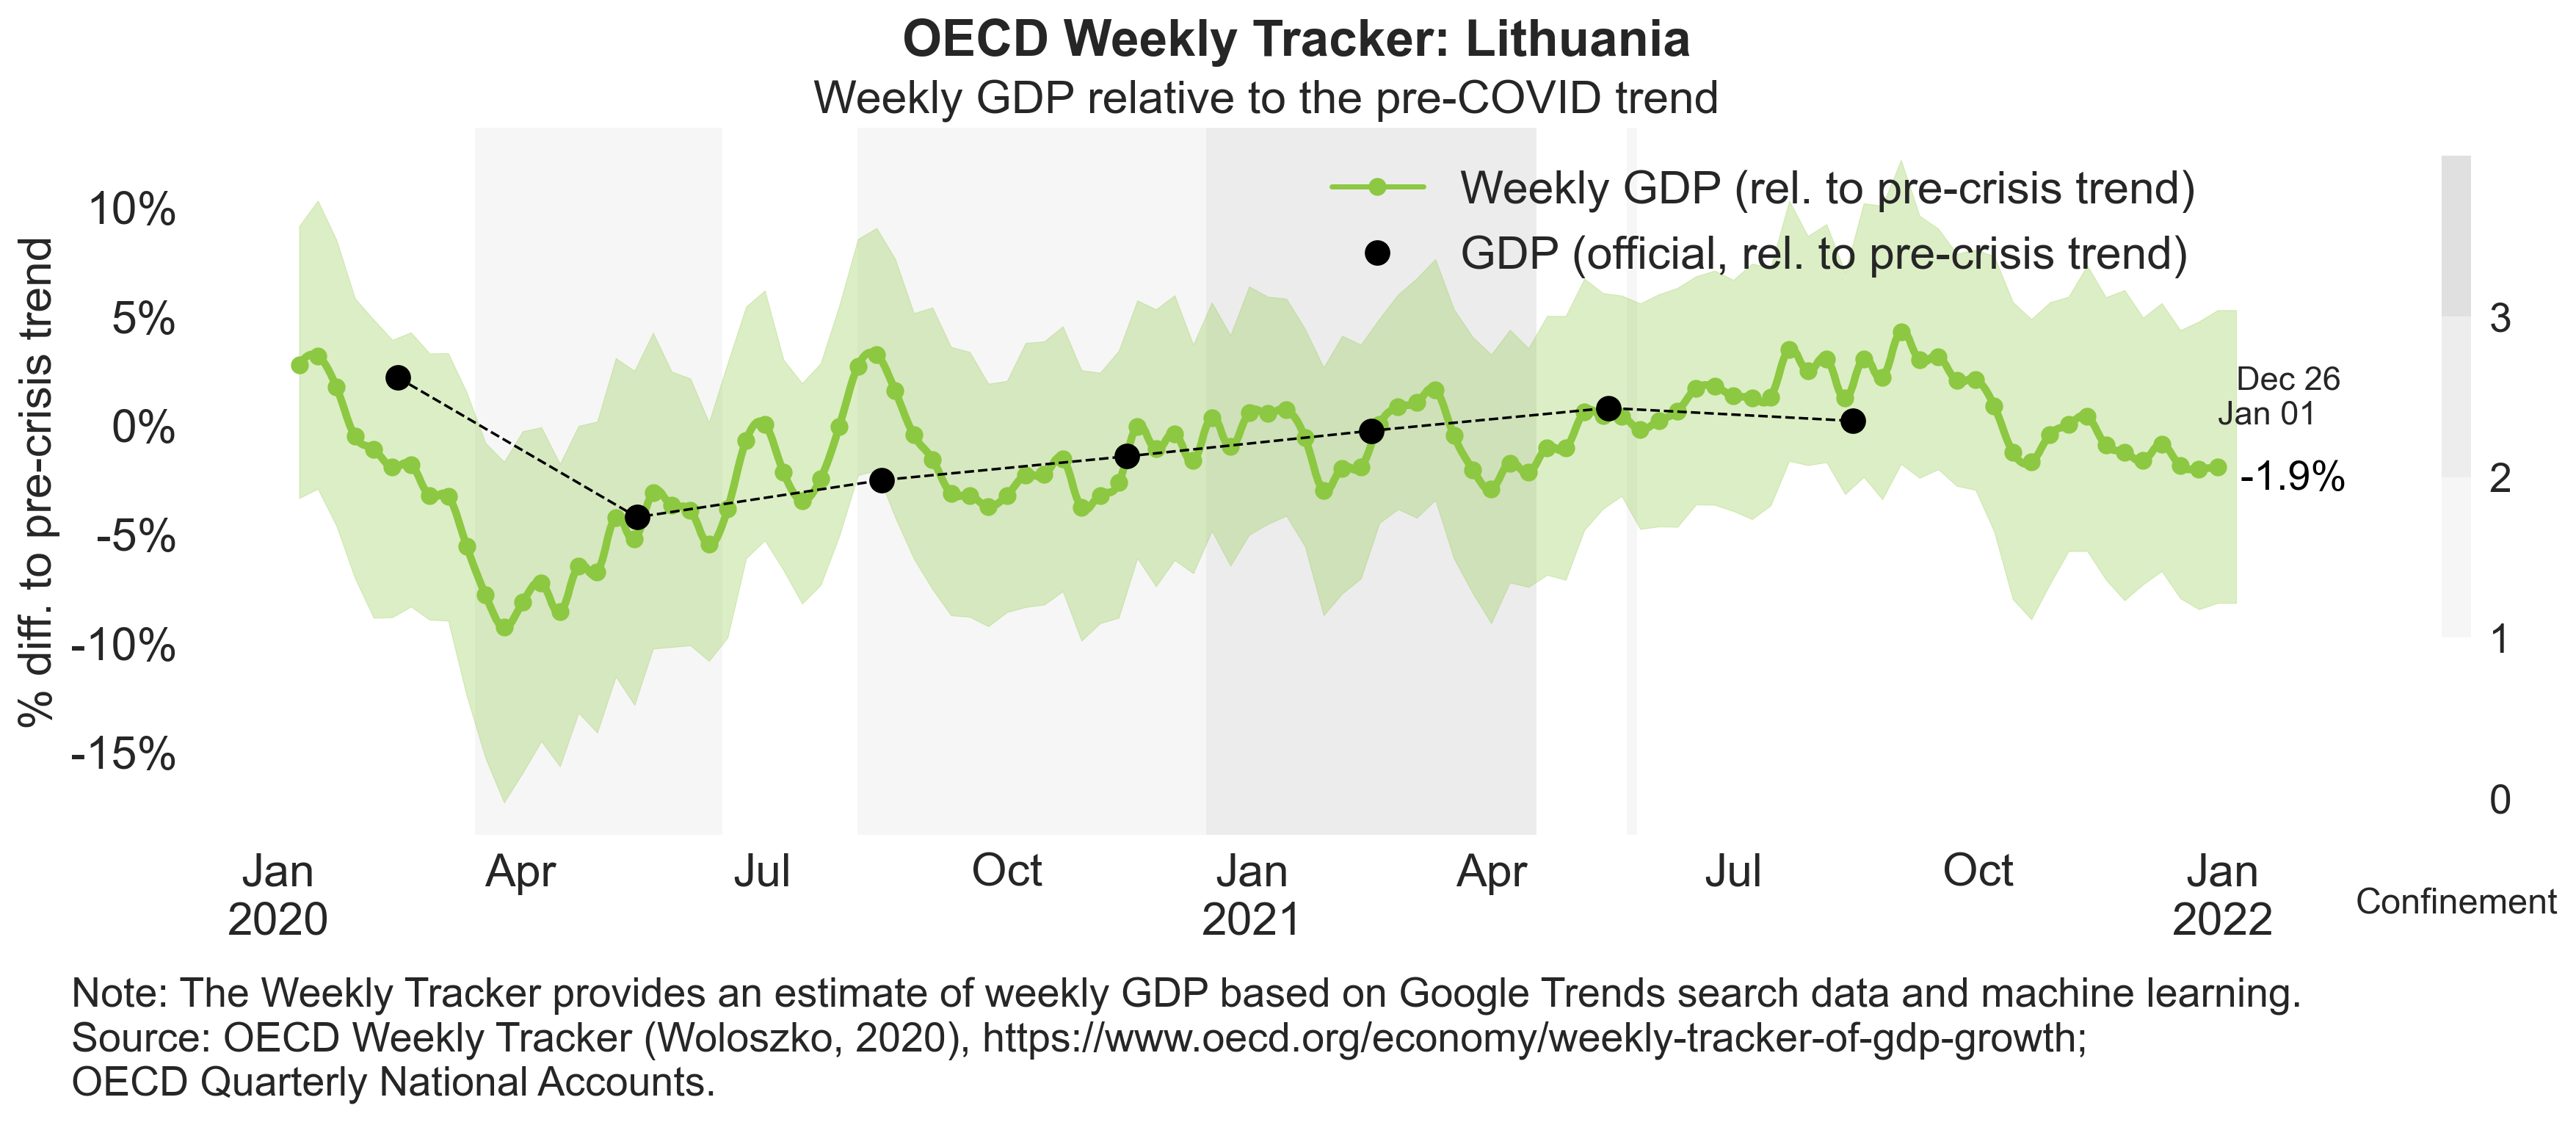 OECD Weekly Tracker: Lithuania
Weekly GDP relative to the pre-COVID trend
Weekly GDP (rel. to pre-crisis trend)
GDP (official, rel. to pre-crisis trend)
% diff. to pre-crisis trend
10%
5%
0%
-5%
-10%
-15%
Dec 26
Jan 01
-1.9%
3
2
1
0
Confinement
Jan Apr Jul Oct Jan Apr Jul Oct Jan
2020 2021 2022
Note: The Weekly Tracker provides an estimate of weekly GDP based on Google Trends search data and machine learning.
Source: OECD Weekly Tracker (Woloszko, 2020), https://www.oecd.org/economy/weekly-tracker-of-gdp-growth;
OECD Quarterly National Accounts.